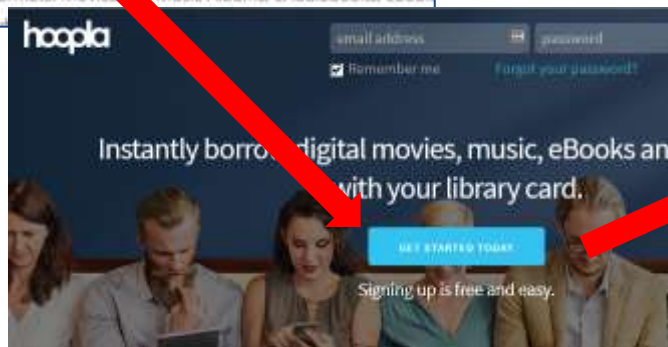 hoopla
email address password
Remember me Forgot your password?
Instantly borrow digital movies, music, eBooks an
with your library card.
GET STARTED TODAY
Signing up is free and easy.